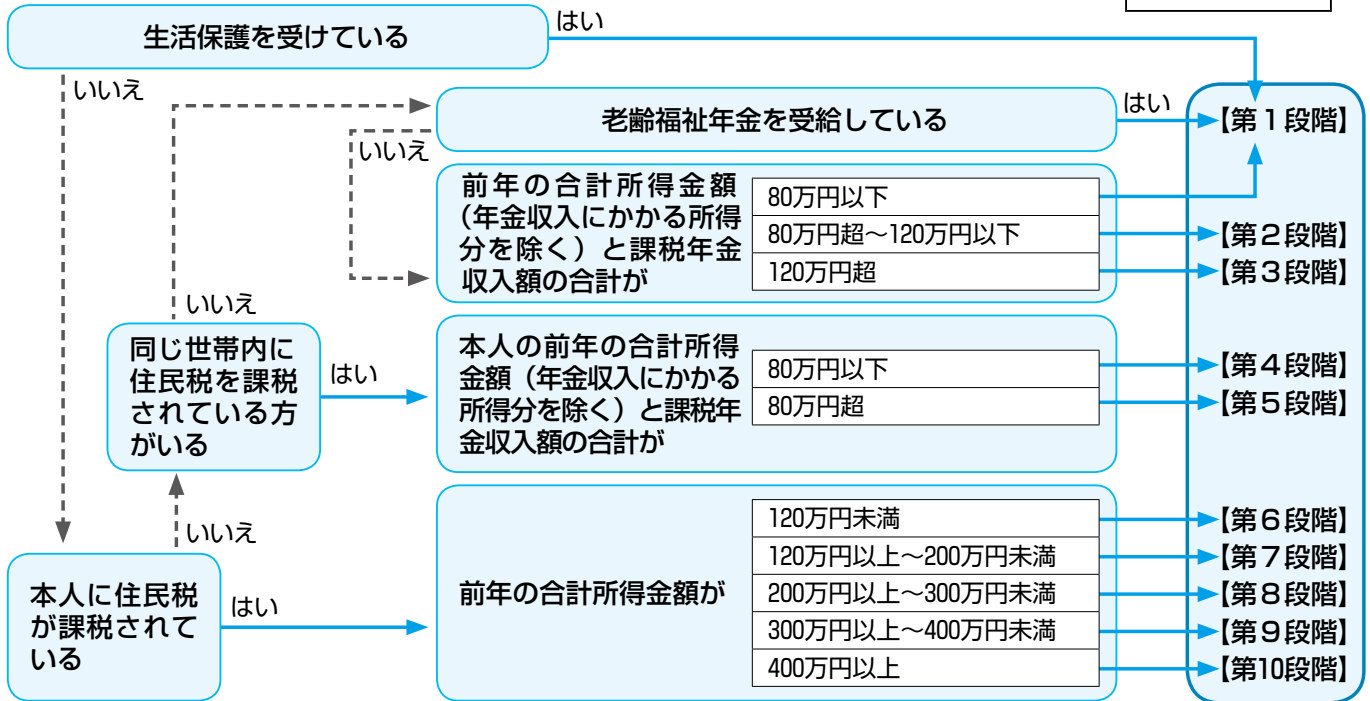 生活保護を受けている
はい
いいえ
老齢福祉年金を受給している
はい
【第1段階】
いいえ
前年の合計所得金額
(年金収入にかかる所得
分を除く)と課税年金
収入額の合計が
80万円以下
80万円超~120万円以下
【第2段階】
120万円超
【第3段階】
いいえ
同じ世帯内に
住民税を課税
されている方
がいる
はい
本人の前年の合計所得
金額(年金収入にかかる
所得分を除く)と課税年
金収入額の合計が
80万円以下
【第4段階】
80万円超
【第5段階】
いいえ
本人に住民税
が課税されて
いる
はい
前年の合計所得金額が
120万円未満
【第6段階】
120万円以上~200万円未満
【第7段階】
200万円以上~300万円未満
【第8段階】
300万円以上~400万円未満
【第9段階】
400万円以上
【第10段階】